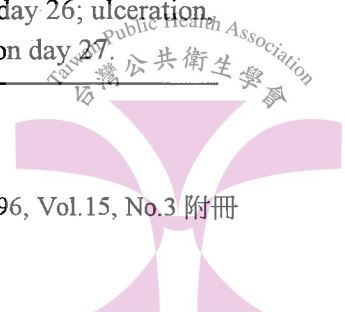 day 26; ulceration,
on day 27.
Taiwan Public Health Association
台灣公共衛生學會
96, Vol.15, No.3 附冊